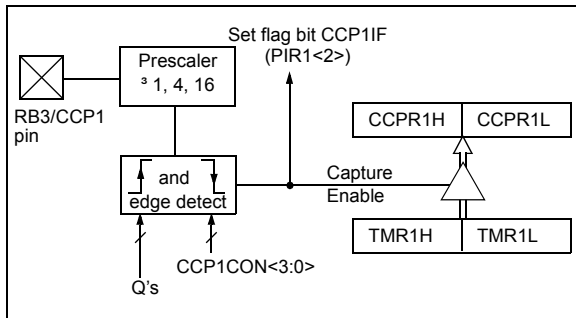 Set flag bit CCP1IF
(PIR1<2>)
Prescaler
³ 1, 4, 16
RB3/CCP1
pin
CCPR1H CCPR1L
and
edge detect
Capture
Enable
TMR1H TMR1L
CCP1CON<3:0>
Q's